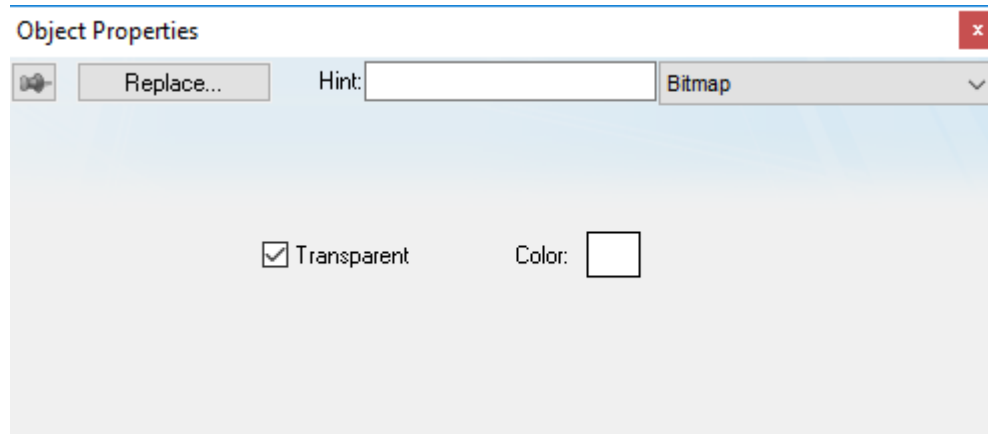 Object Properties
x
Replace... Hint: Bitmap
Transparent Color: